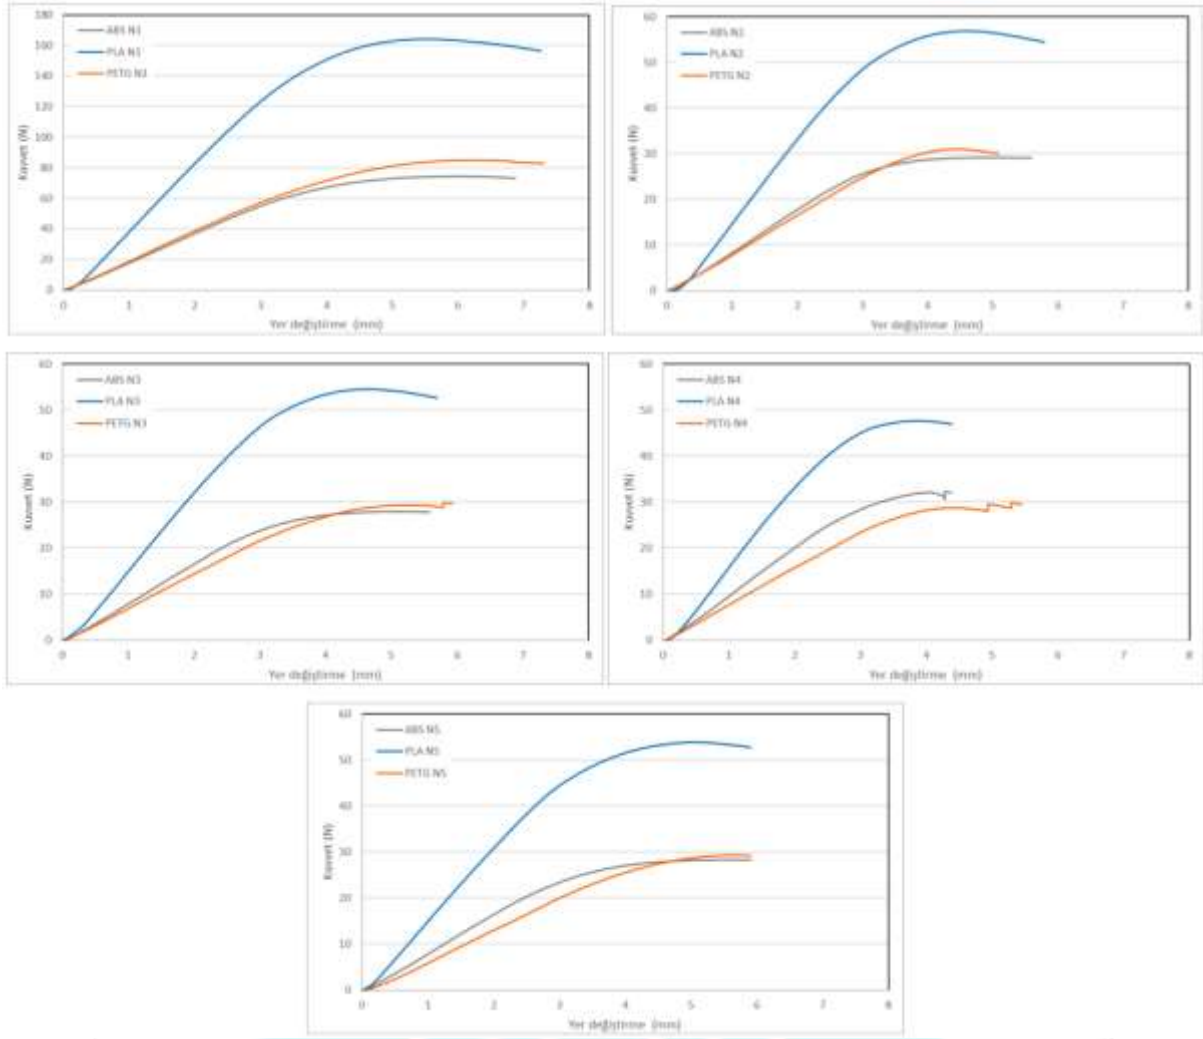 180
160
140
120
100
80
60
40
20
0
Kuvvet (N)
ABS N1
PLA N1
PETG N1
0 1 2 3 4 5 6 7 8
Yer değiştirme (mm)
60
50
40
30
20
10
0
Kuvvet (N)
ABS N2
PLA N2
PETG N2
0 1 2 3 4 5 6 7 8
Yer değiştirme (mm)
60
50
40
30
20
10
0
Kuvvet (N)
ABS N3
PLA N3
PETG N3
0 1 2 3 4 5 6 7 8
Yer değiştirme (mm)
60
50
40
30
20
10
0
Kuvvet (N)
ABS N4
PLA N4
PETG N4
0 1 2 3 4 5 6 7 8
Yer değiştirme (mm)
60
50
40
30
20
10
0
Kuvvet (N)
ABS N5
PLA N5
PETG N5
0 1 2 3 4 5 6 7 8
Yer değiştirme (mm)